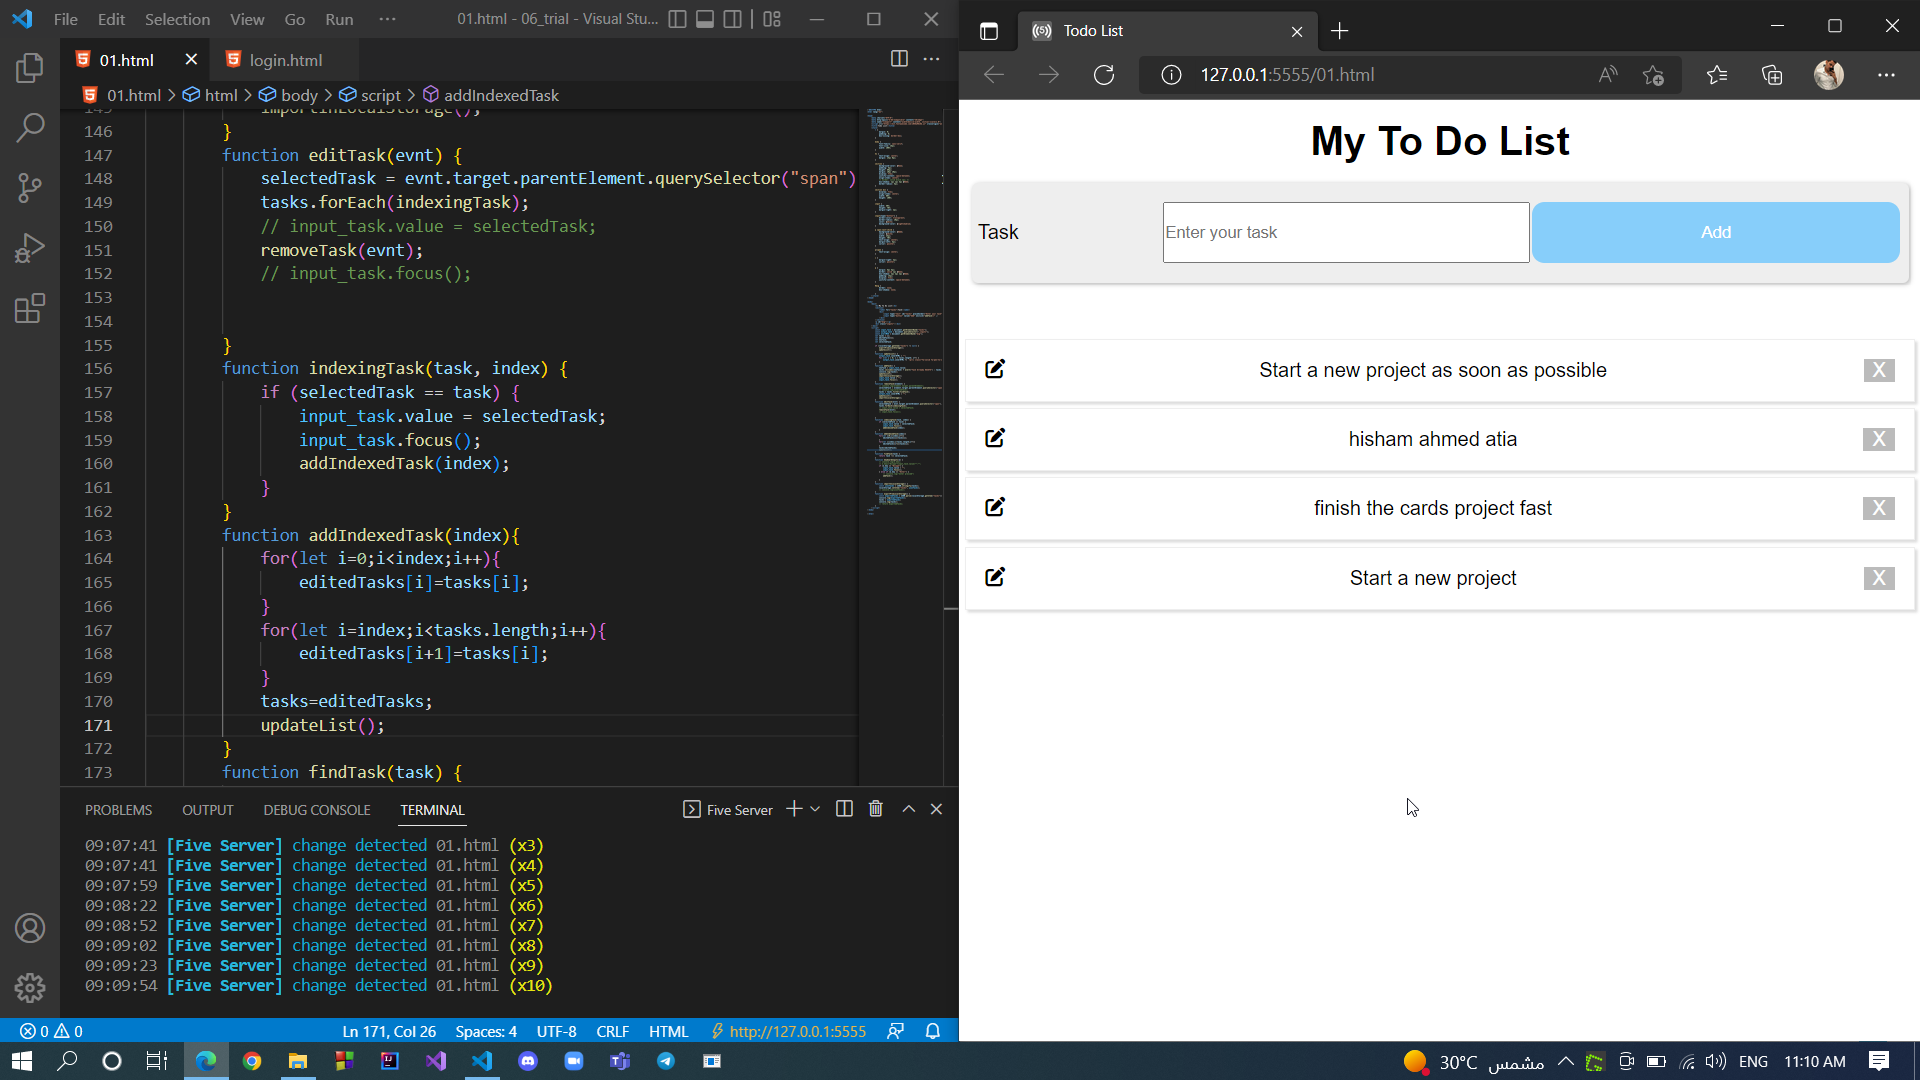 File Edit Selection View Go Run ··· 01.html - 06_trial - Visual Stu...
01.html login.html
01.html > html > body > script > addIndexedTask
146 }
147 function editTask(evnt) {
148 selectedTask = evnt.target.parentElement.querySelector("span")
149 tasks.forEach(indexingTask);
150 // input_task.value = selectedTask;
151 removeTask(evnt);
152 // input_task.focus();
153
154
155 }
156 function indexingTask(task, index) {
157 if (selectedTask == task) {
158 input_task.value = selectedTask;
159 input_task.focus();
160 addIndexedTask(index);
161 }
162 }
163 function addIndexedTask(index){
164 for(let i=0;i<index;i++){
165 editedTasks[i]=tasks[i];
166 }
167 for(let i=index;i<tasks.length;i++){
168 editedTasks[i+1]=tasks[i];
169 }
170 tasks=editedTasks;
171 updateList();
172 }
173 function findTask(task) {
PROBLEMS OUTPUT DEBUG CONSOLE TERMINAL Five Server
09:07:41 [Five Server] change detected 01.html (x3)
09:07:41 [Five Server] change detected 01.html (x4)
09:07:59 [Five Server] change detected 01.html (x5)
09:08:22 [Five Server] change detected 01.html (x6)
09:08:52 [Five Server] change detected 01.html (x7)
09:09:02 [Five Server] change detected 01.html (x8)
09:09:23 [Five Server] change detected 01.html (x9)
09:09:54 [Five Server] change detected 01.html (x10)
0 0 Ln 171, Col 26 Spaces: 4 UTF-8 CRLF HTML http://127.0.0.1:5555
Todo List
127.0.0.1:5555/01.html
My To Do List
Task Enter your task Add
Start a new project as soon as possible X
hisham ahmed atia X
finish the cards project fast X
Start a new project X
30°C مشمس ENG 11:10 AM